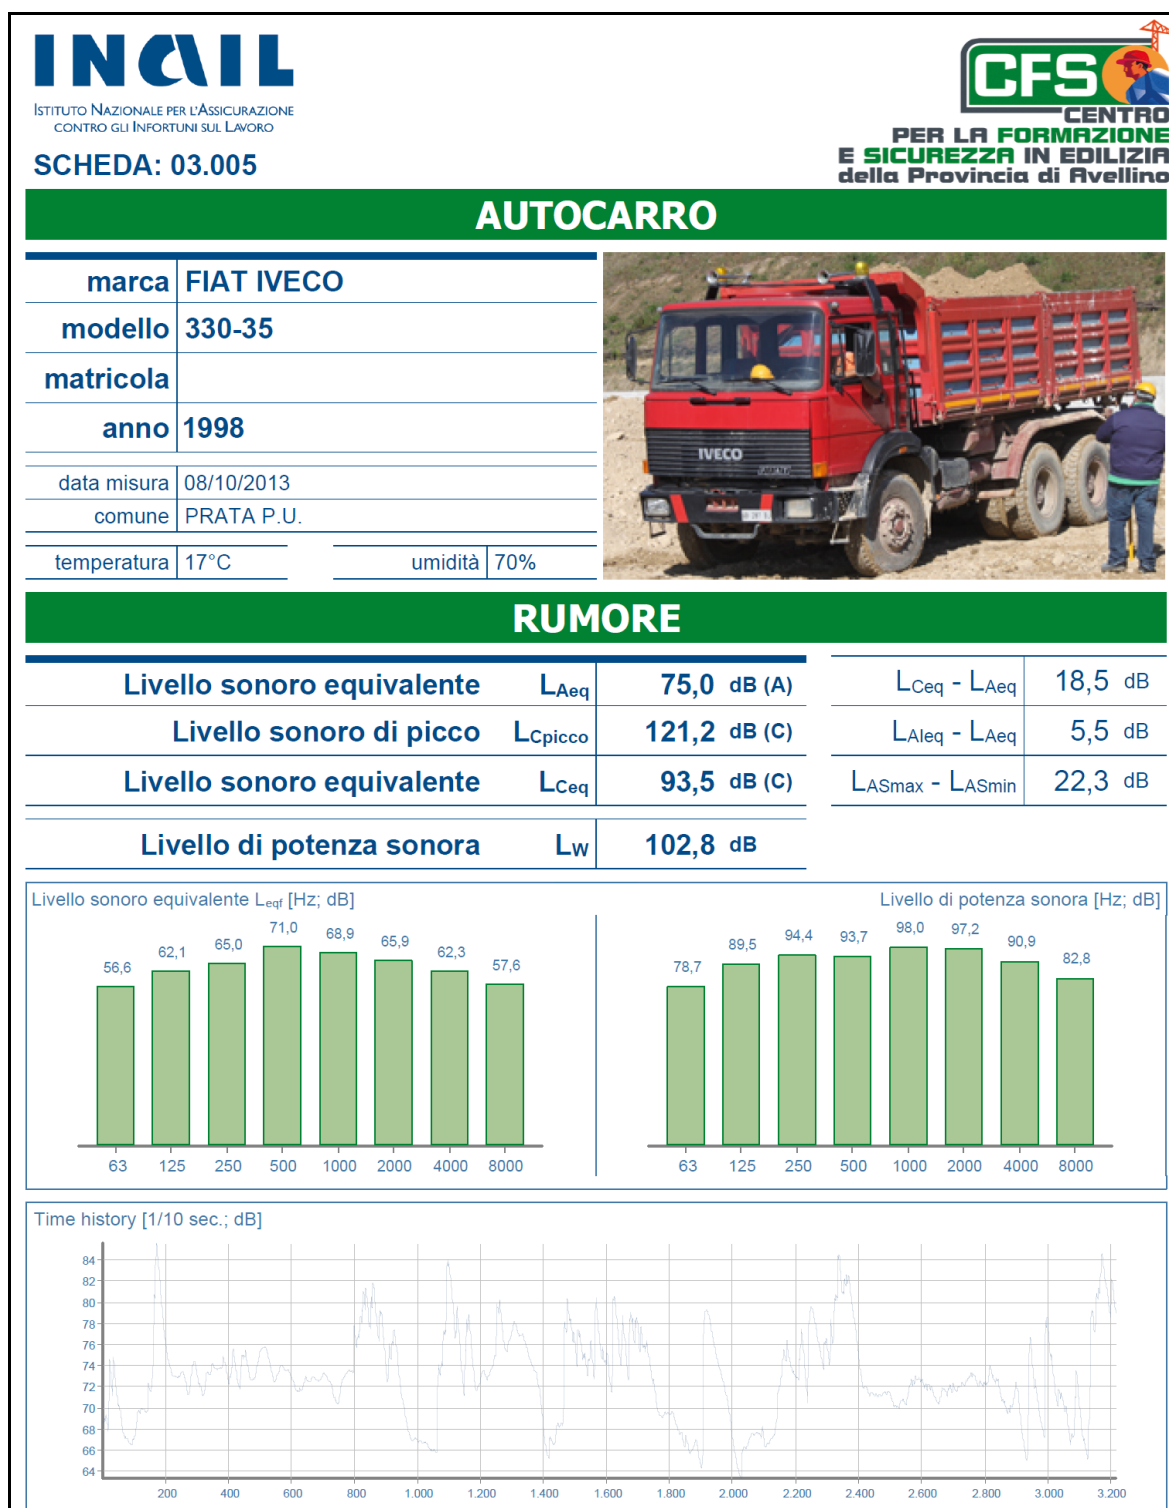 INAIL
ISTITUTO NAZIONALE PER L'ASSICURAZIONE
CONTRO GLI INFORTUNI SUL LAVORO
SCHEDA: 03.005
CFS
CENTRO
PER LA FORMAZIONE
E SICUREZZA IN EDILIZIA
della Provincia di Avellino
AUTOCARRO
marca FIAT IVECO
modello 330-35
matricola
anno 1998
data misura 08/10/2013
comune PRATA P.U.
temperatura 17°C umidità 70%
IVECO
RUMORE
Livello sonoro equivalente LAeq 75,0 dB (A)
Livello sonoro di picco LCpicco 121,2 dB (C)
Livello sonoro equivalente LCeq 93,5 dB (C)
Livello di potenza sonora LW 102,8 dB
LCeq - LAeq 18,5 dB
LAIeq - LAeq 5,5 dB
LASmax - LASmin 22,3 dB
Livello sonoro equivalente Leqf [Hz; dB]
56,6 62,1 65,0 71,0 68,9 65,9 62,3 57,6
63 125 250 500 1000 2000 4000 8000
Livello di potenza sonora [Hz; dB]
78,7 89,5 94,4 93,7 98,0 97,2 90,9 82,8
63 125 250 500 1000 2000 4000 8000
Time history [1/10 sec.; dB]
84
82
80
78
76
74
72
70
68
66
64
200 400 600 800 1.000 1.200 1.400 1.600 1.800 2.000 2.200 2.400 2.600 2.800 3.000 3.200